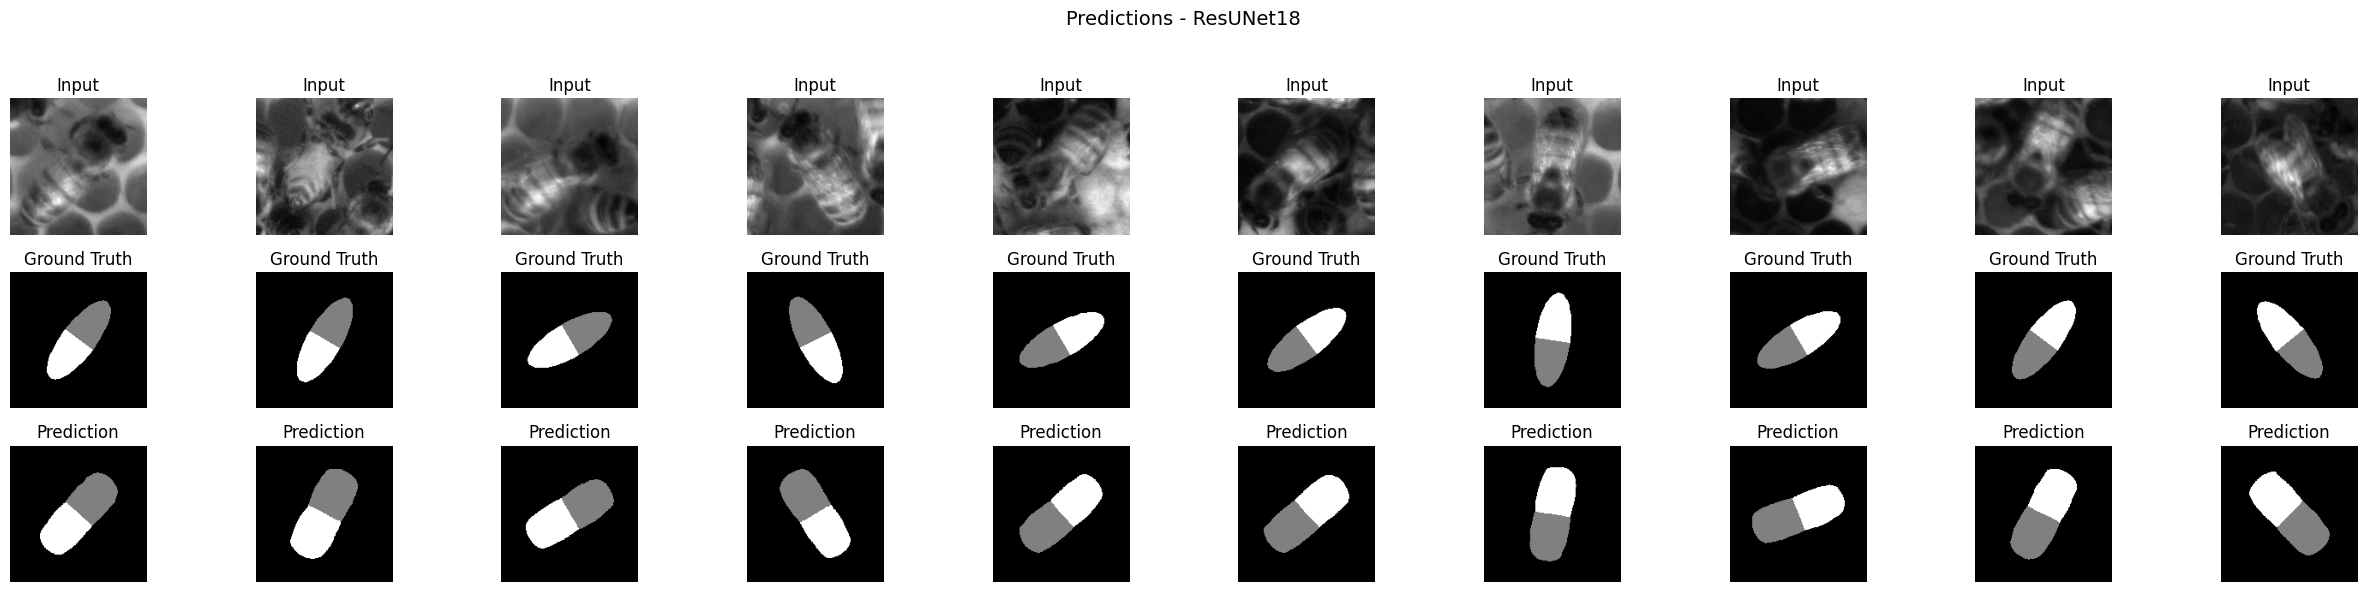 Predictions - ResUNet18
Input Input Input Input Input Input Input Input Input Input
Ground Truth Ground Truth Ground Truth Ground Truth Ground Truth Ground Truth Ground Truth Ground Truth Ground Truth Ground Truth
Prediction Prediction Prediction Prediction Prediction Prediction Prediction Prediction Prediction Prediction